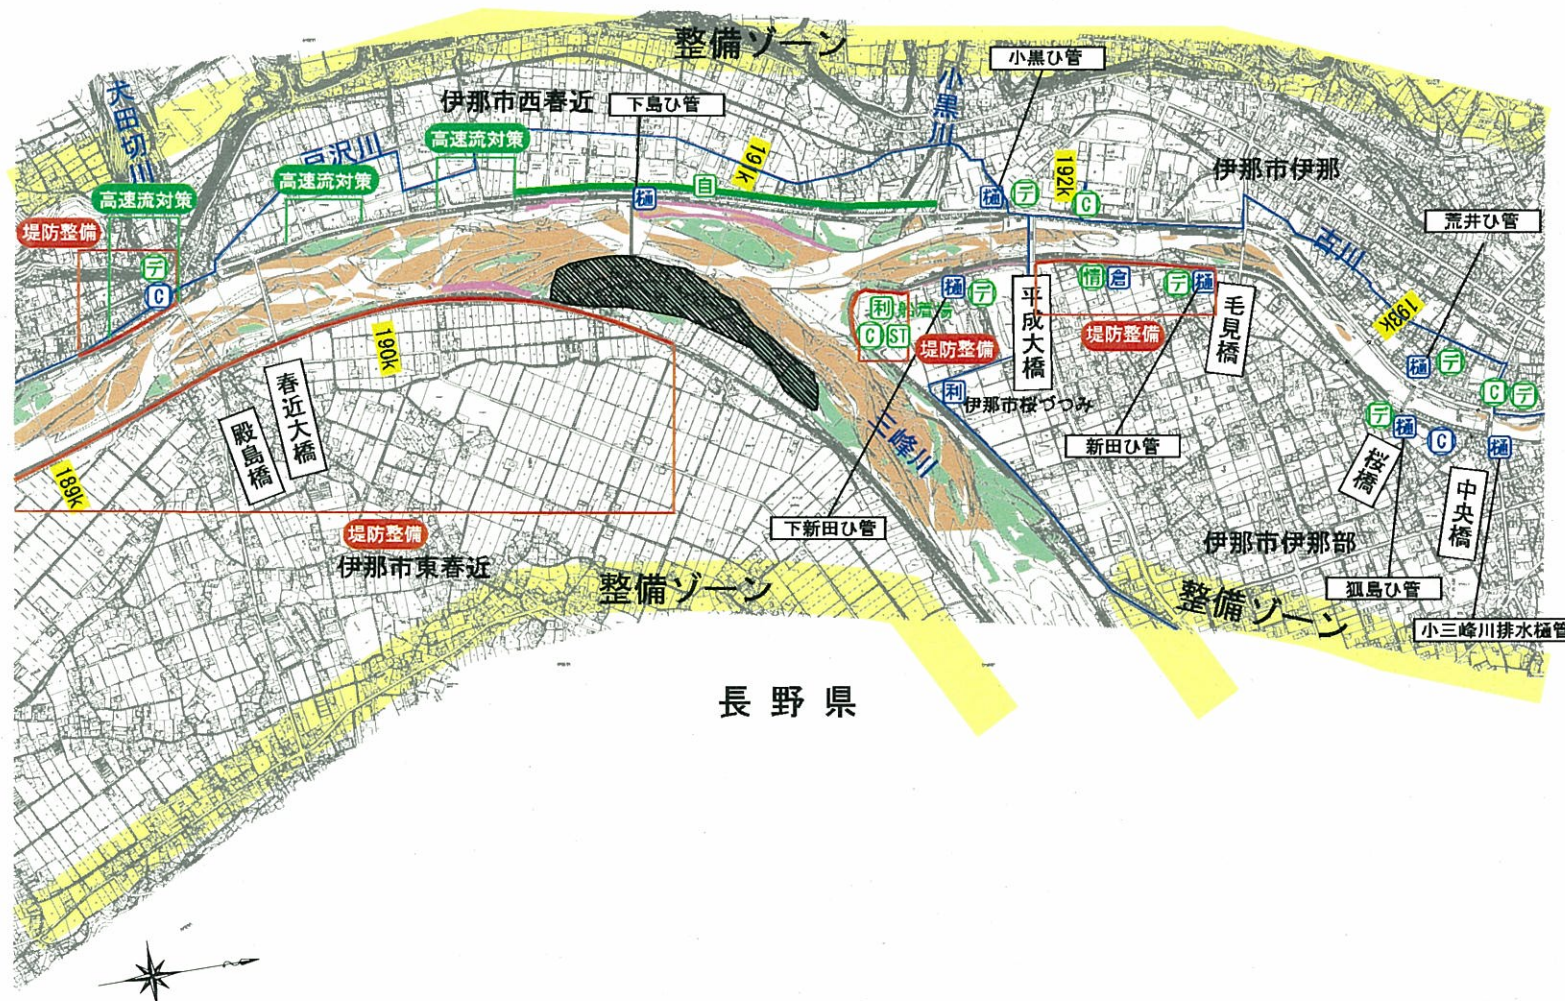 整備ゾーン
小黒ひ管
犬田切川
伊那市西春近
下島ひ管
小黒川
高速流対策
戸沢川
191k
192k
伊那市伊那
高速流対策
自
樋
樋
デ
C
荒井ひ管
高速流対策
堤防整備
古川
デ
C
情
倉
デ
樋
樋
デ
利
船着場
C
ST
堤防整備
平成大橋
堤防整備
毛見橋
193k
190k
春近大橋
殿島橋
利
伊那市桜づつみ
樋
デ
C
デ
デ
樋
C
樋
三峰川
新田ひ管
桜橋
中央橋
189k
下新田ひ管
堤防整備
伊那市伊那部
伊那市東春近
整備ゾーン
狐島ひ管
整備ゾーン
小三峰川排水樋管
長野県